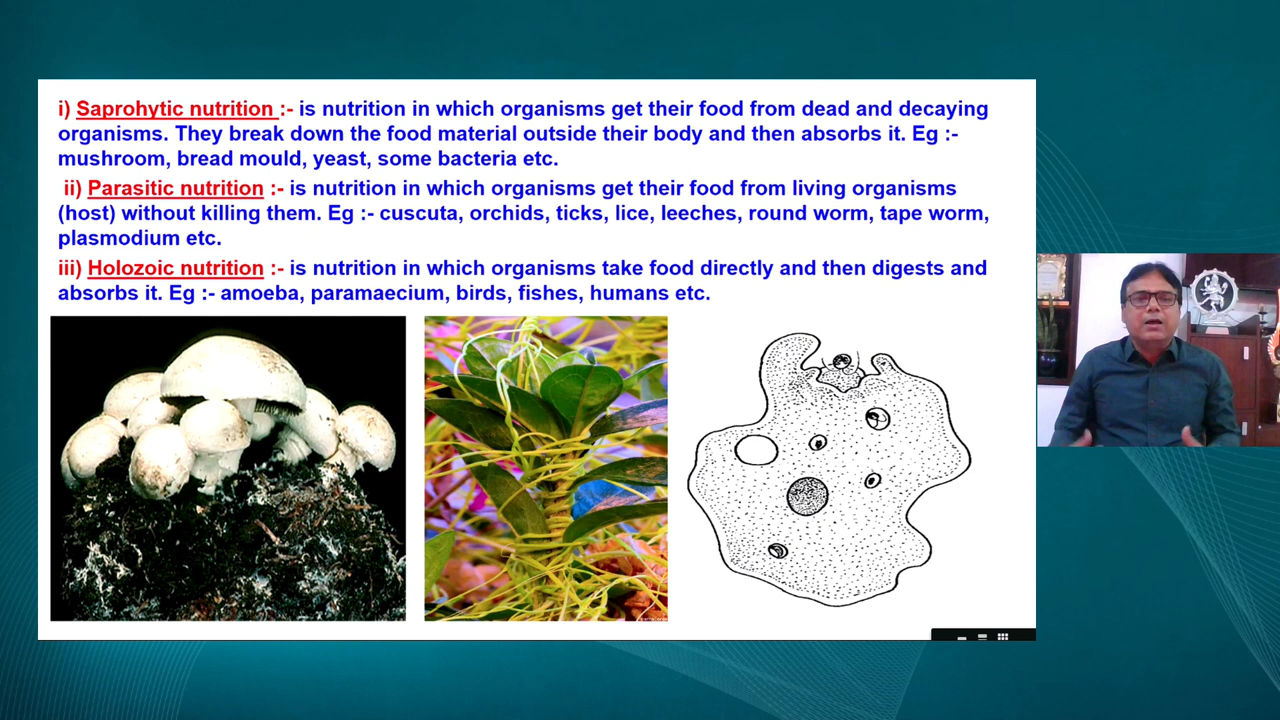 i) Saprohytic nutrition :- is nutrition in which organisms get their food from dead and decaying
organisms. They break down the food material outside their body and then absorbs it. Eg :-
mushroom, bread mould, yeast, some bacteria etc.
ii) Parasitic nutrition :- is nutrition in which organisms get their food from living organisms
(host) without killing them. Eg :- cuscuta, orchids, ticks, lice, leeches, round worm, tape worm,
plasmodium etc.
iii) Holozoic nutrition :- is nutrition in which organisms take food directly and then digests and
absorbs it. Eg :- amoeba, paramaecium, birds, fishes, humans etc.